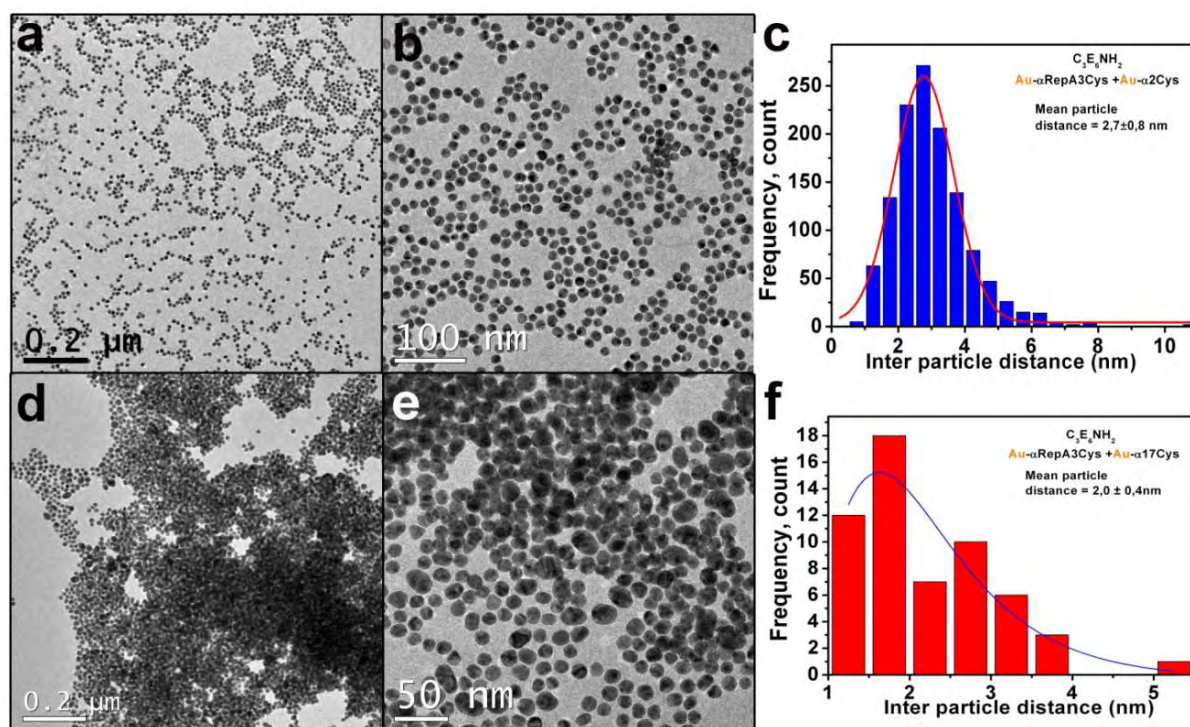 a
0.2 µm
b
100 nm
c
C₃E₆NH₂
Au-αRepA3Cys +Au-α2Cys
Mean particle
distance = 2,7±0,8 nm
Frequency, count
250
200
150
100
50
0
0 2 4 6 8 10
Inter particle distance (nm)
d
0.2 µm
e
50 nm
f
C₃E₆NH₂
Au-αRepA3Cys +Au-α17Cys
Mean particle
distance = 2,0 ± 0,4nm
Frequency, count
18
16
14
12
10
8
6
4
2
0
1 2 3 4 5
Inter particle distance (nm)